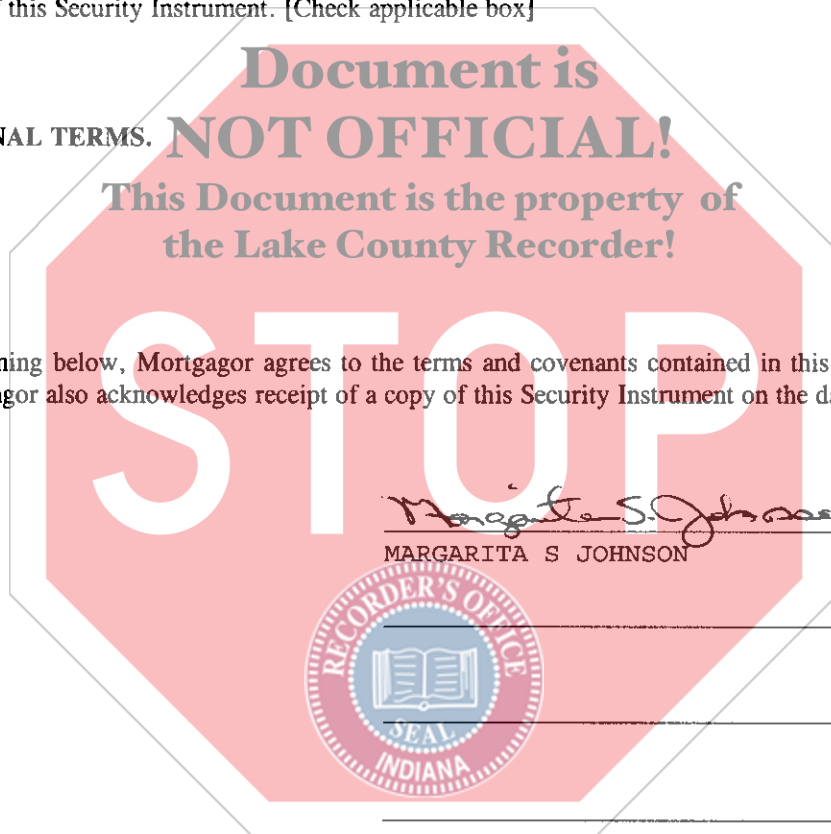 this Security Instrument. [Check applicable box]
Document is
NAL TERMS. NOT OFFICIAL!
This Document is the property of
the Lake County Recorder!
STOP
ning below, Mortgagor agrees to the terms and covenants contained in this
gor also acknowledges receipt of a copy of this Security Instrument on the da
Margarita S. Johnson
MARGARITA S JOHNSON
RECORDER'S OFFICE
SEAL
INDIANA